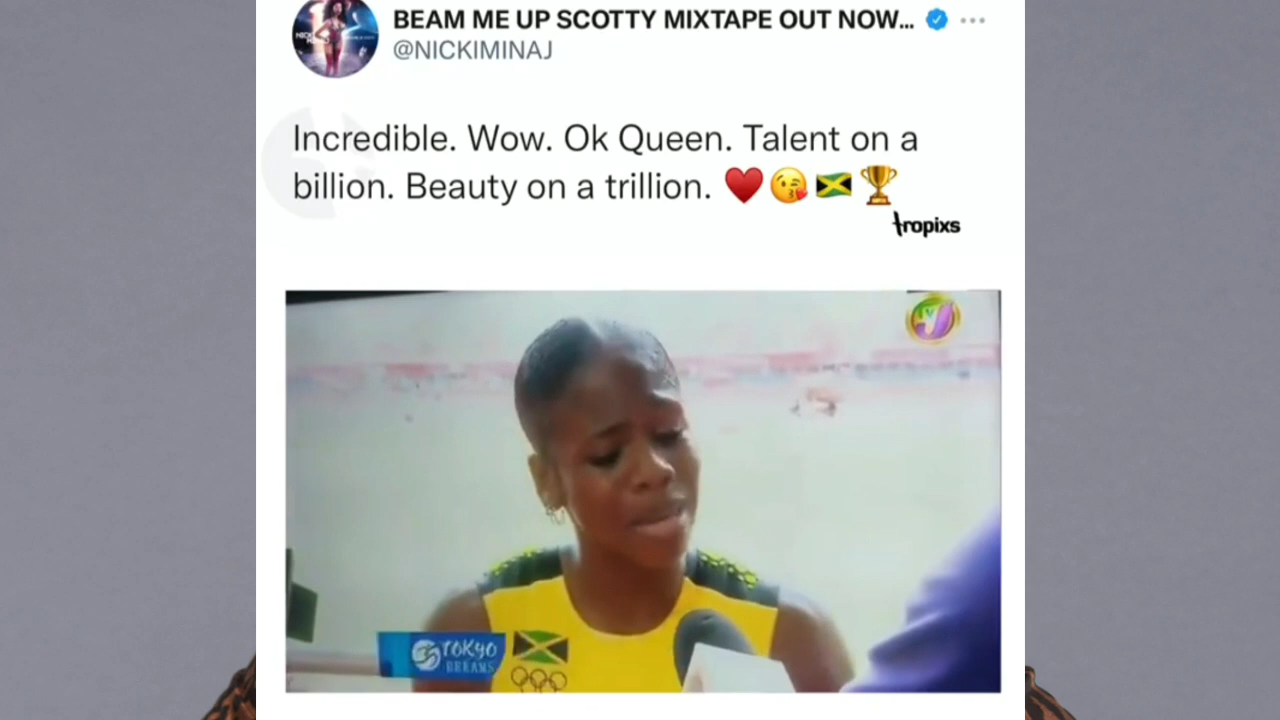 BEAM ME UP SCOTTY MIXTAPE OUT NOW...
@NICKIMINAJ
Incredible. Wow. Ok Queen. Talent on a
billion. Beauty on a trillion. ♥️😘🇯🇲🏆
tropixs
TVJ
TOKYO
DREAMS